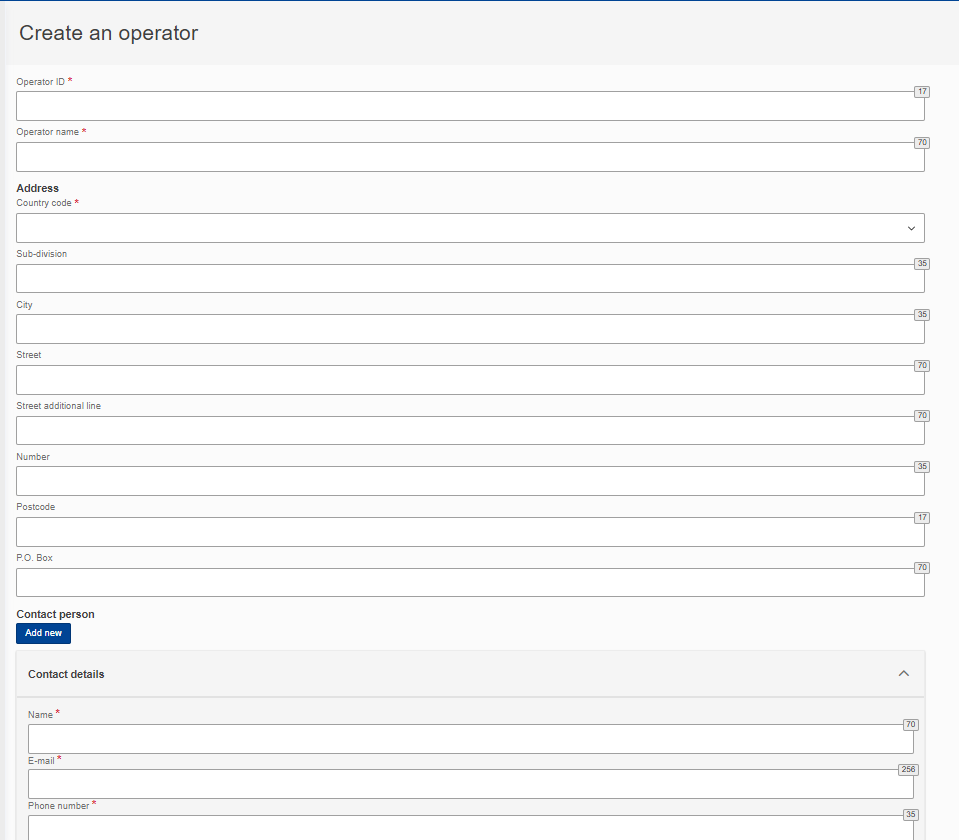 Create an operator
Operator ID *
17
Operator name *
70
Address
Country code *
Sub-division
35
City
35
Street
70
Street additional line
70
Number
35
Postcode
17
P.O. Box
70
Contact person
Add new
Contact details
Name *
70
E-mail *
256
Phone number *
35